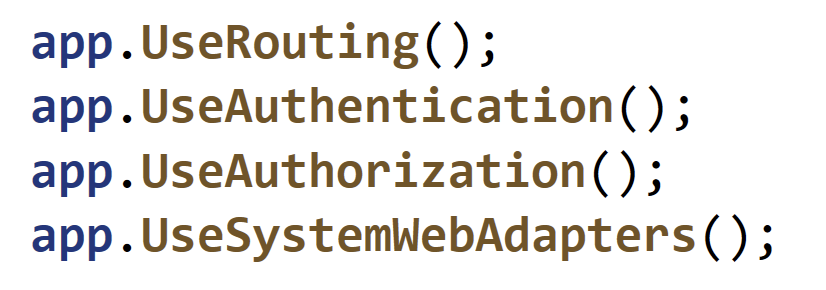 app.UseRouting();
app.UseAuthentication();
app.UseAuthorization();
app.UseSystemWebAdapters();